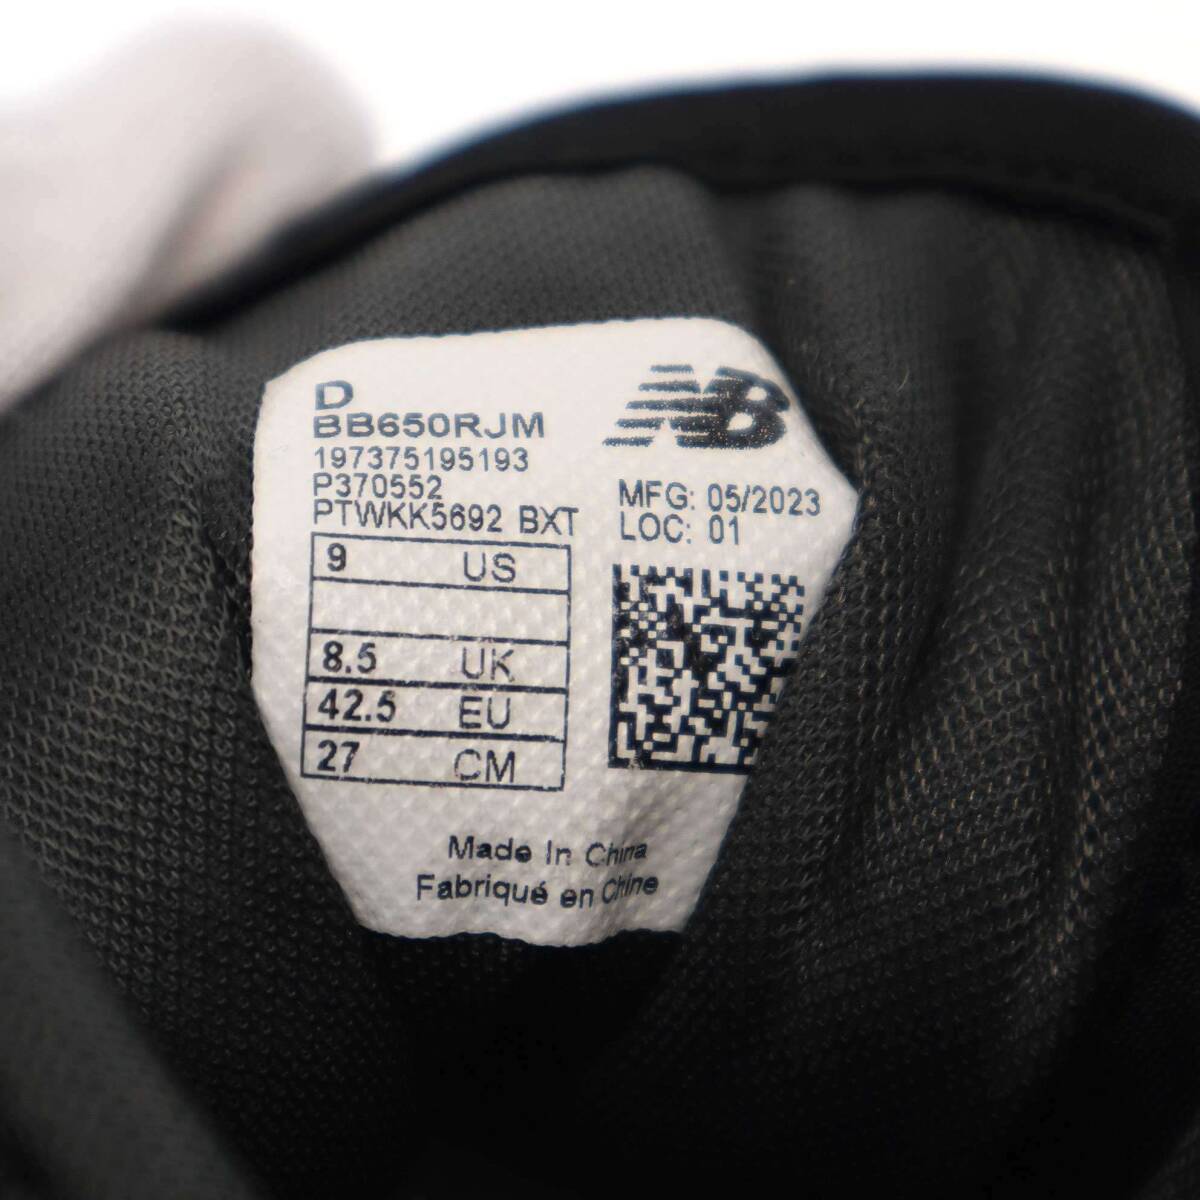 D
BB650RJM
197375195193
P370552
PTWKK5692 BXT
9 US
8.5 UK
42.5 EU
27 CM
NB
MFG: 05/2023
LOC: 01
Made In China
Fabriqué en Chine